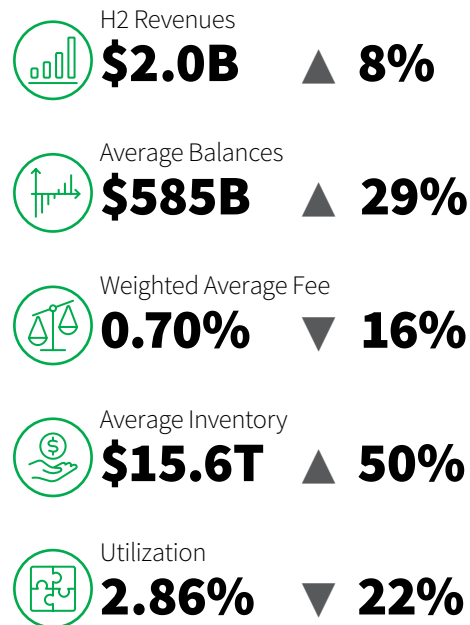 H2 Revenues
$2.0B ▲ 8%
Average Balances
$585B ▲ 29%
Weighted Average Fee
0.70% ▼ 16%
Average Inventory
$15.6T ▲ 50%
Utilization
2.86% ▼ 22%